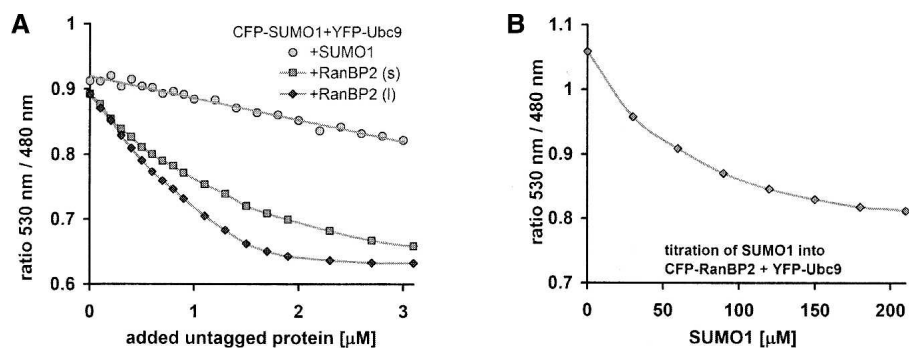 A
CFP-SUMO1+YFP-Ubc9
+SUMO1
+RanBP2 (s)
+RanBP2 (l)
ratio 530 nm / 480 nm
1
0.9
0.8
0.7
0.6
0
1
2
3
added untagged protein [µM]
B
ratio 530 nm / 480 nm
1.1
1
0.9
0.8
0.7
titration of SUMO1 into
CFP-RanBP2 + YFP-Ubc9
0
50
100
150
200
SUMO1 [µM]